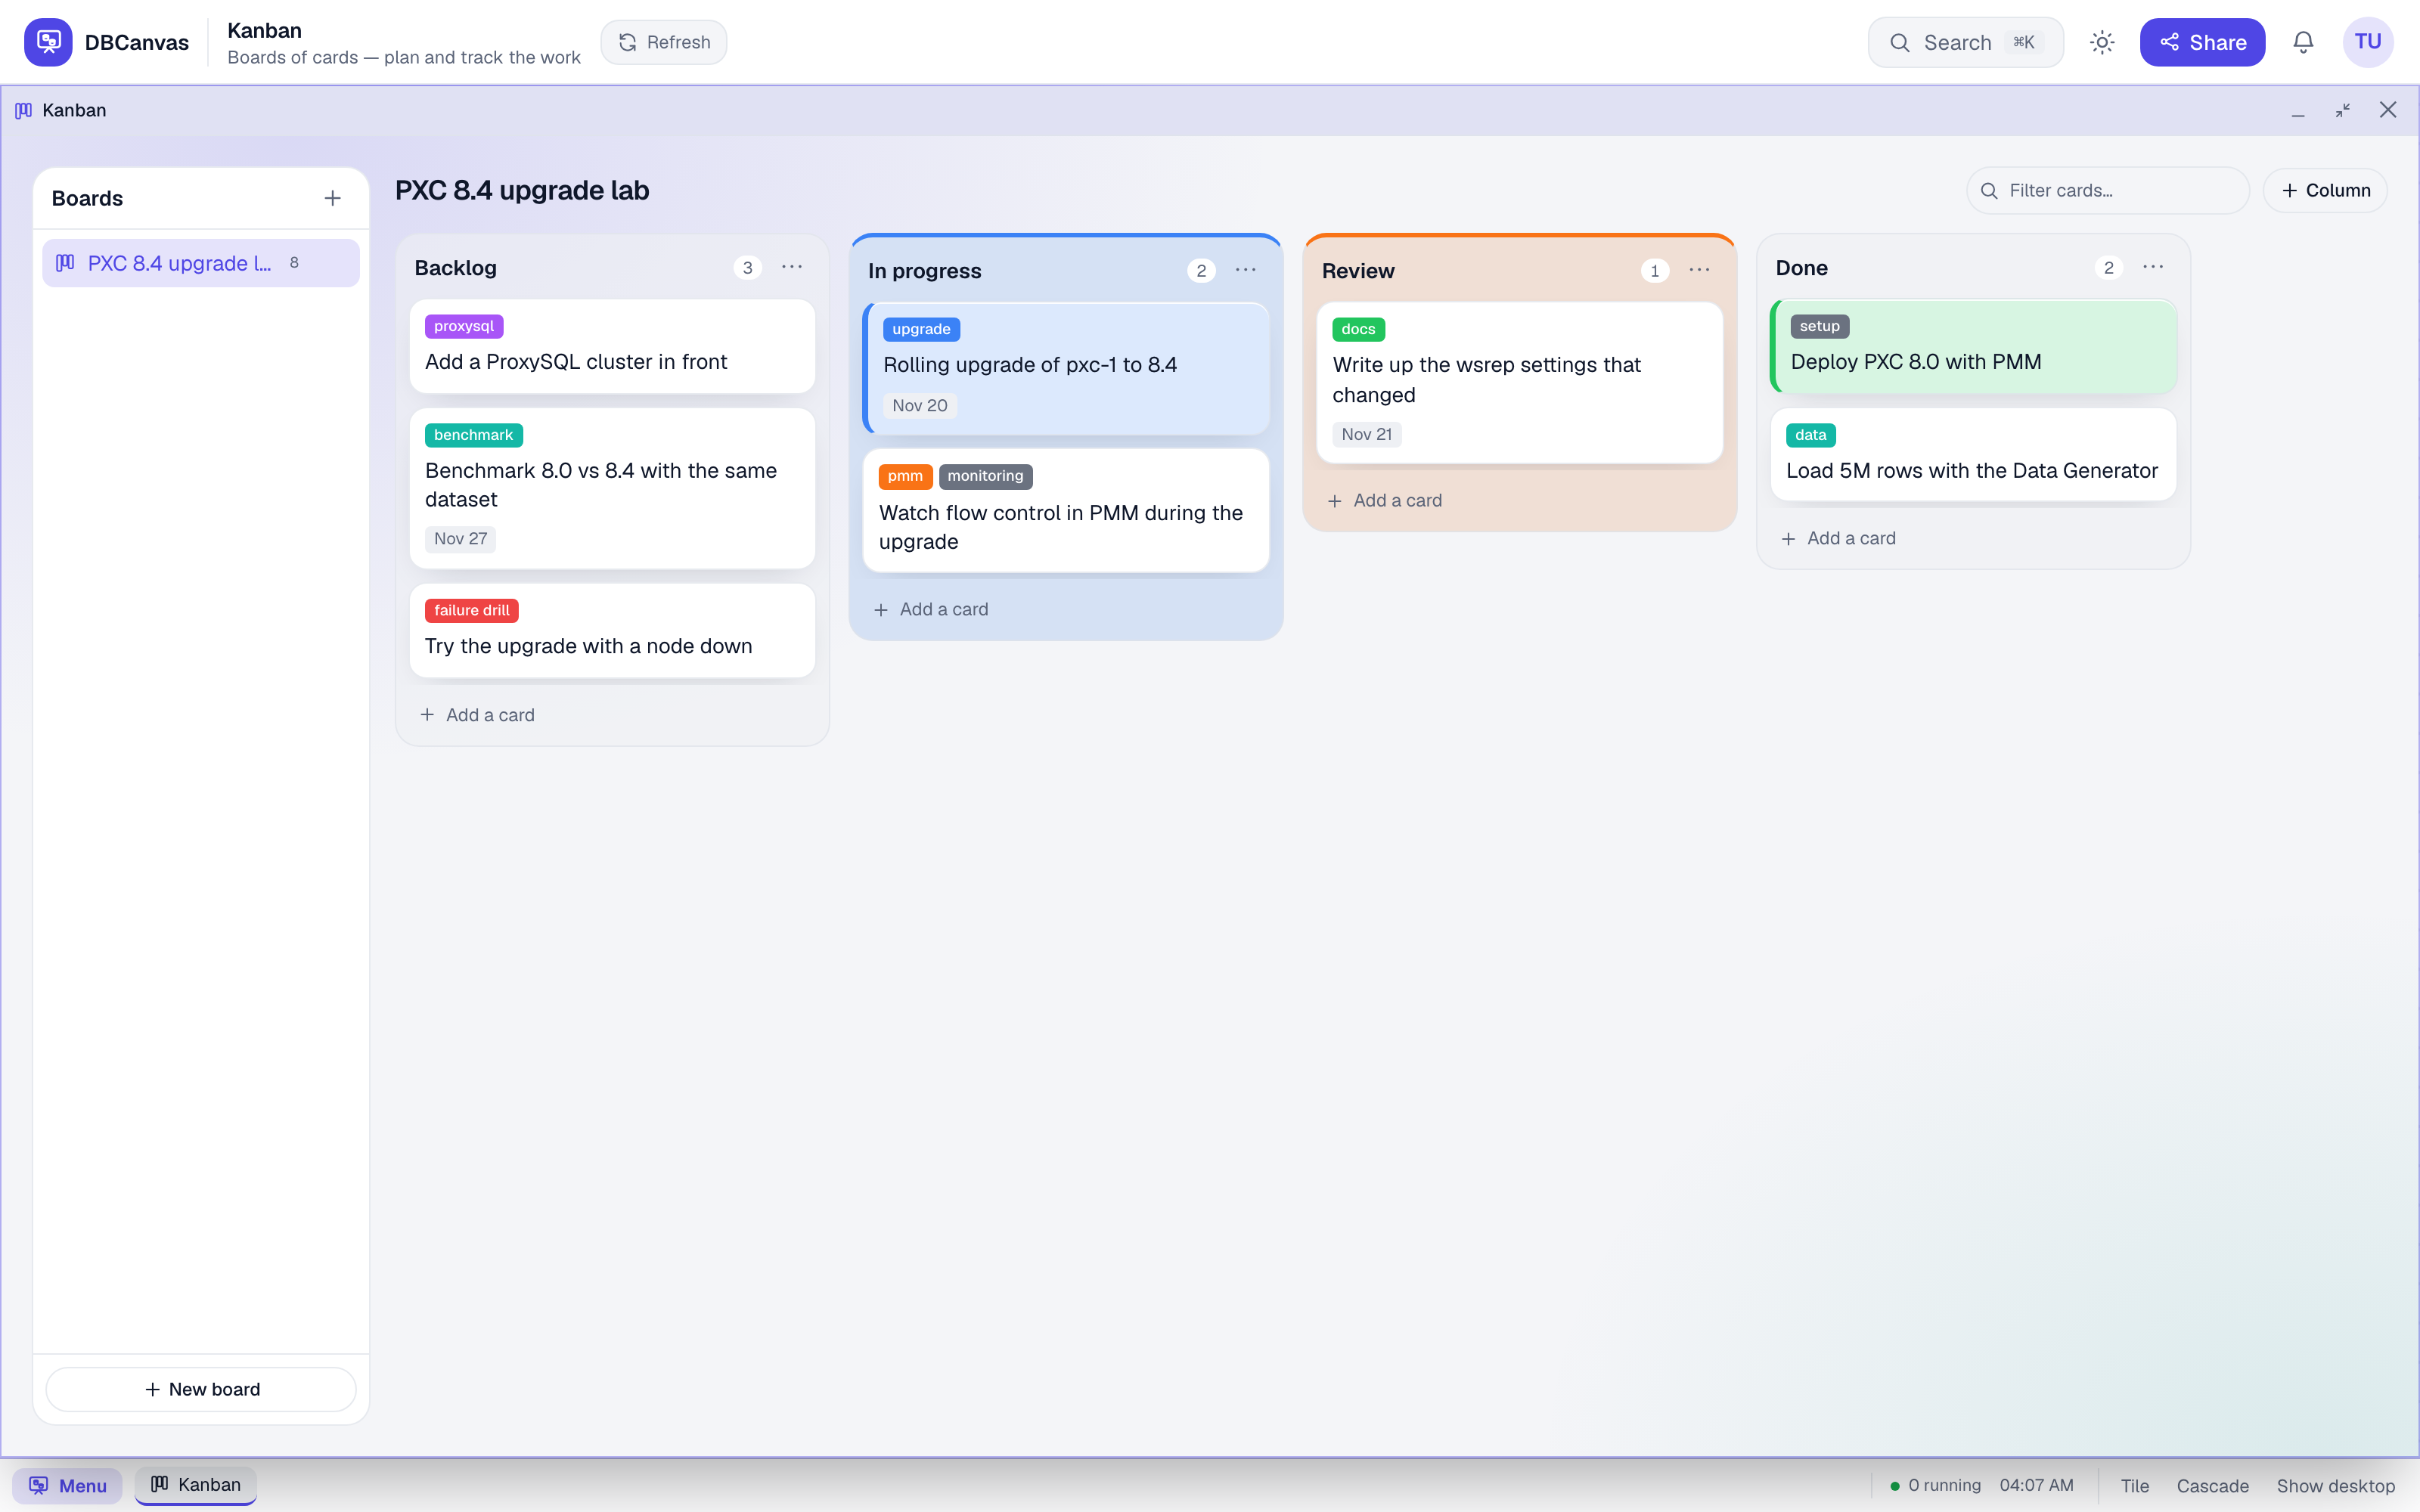 DBCanvas
Kanban
Boards of cards — plan and track the work
Refresh
Search ⌘K
Share
TU
Kanban
Boards
PXC 8.4 upgrade l... 8
New board
PXC 8.4 upgrade lab
Filter cards...
Column
Backlog 3
proxysql
Add a ProxySQL cluster in front
benchmark
Benchmark 8.0 vs 8.4 with the same
dataset
Nov 27
failure drill
Try the upgrade with a node down
Add a card
In progress 2
upgrade
Rolling upgrade of pxc-1 to 8.4
Nov 20
pmm monitoring
Watch flow control in PMM during the
upgrade
Add a card
Review 1
docs
Write up the wsrep settings that
changed
Nov 21
Add a card
Done 2
setup
Deploy PXC 8.0 with PMM
data
Load 5M rows with the Data Generator
Add a card
Menu
Kanban
0 running 04:07 AM
Tile Cascade Show desktop